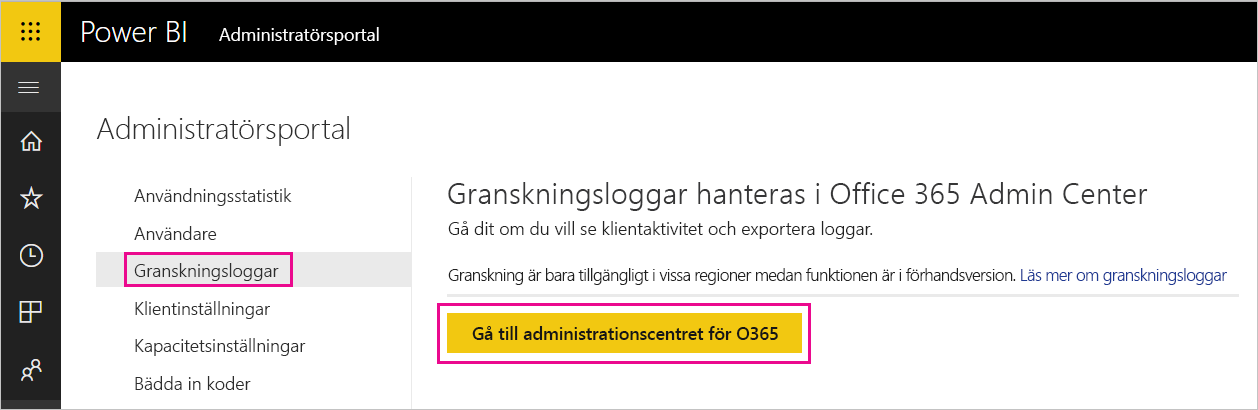 Power BI Administratörsportal
Administratörsportal
Användningsstatistik
Användare
Granskningsloggar
Klientinställningar
Kapacitetsinställningar
Bädda in koder
Granskningsloggar hanteras i Office 365 Admin Center
Gå dit om du vill se klientaktivitet och exportera loggar.
Granskning är bara tillgängligt i vissa regioner medan funktionen är i förhandsversion. Läs mer om granskningsloggar
Gå till administrationscentret för O365